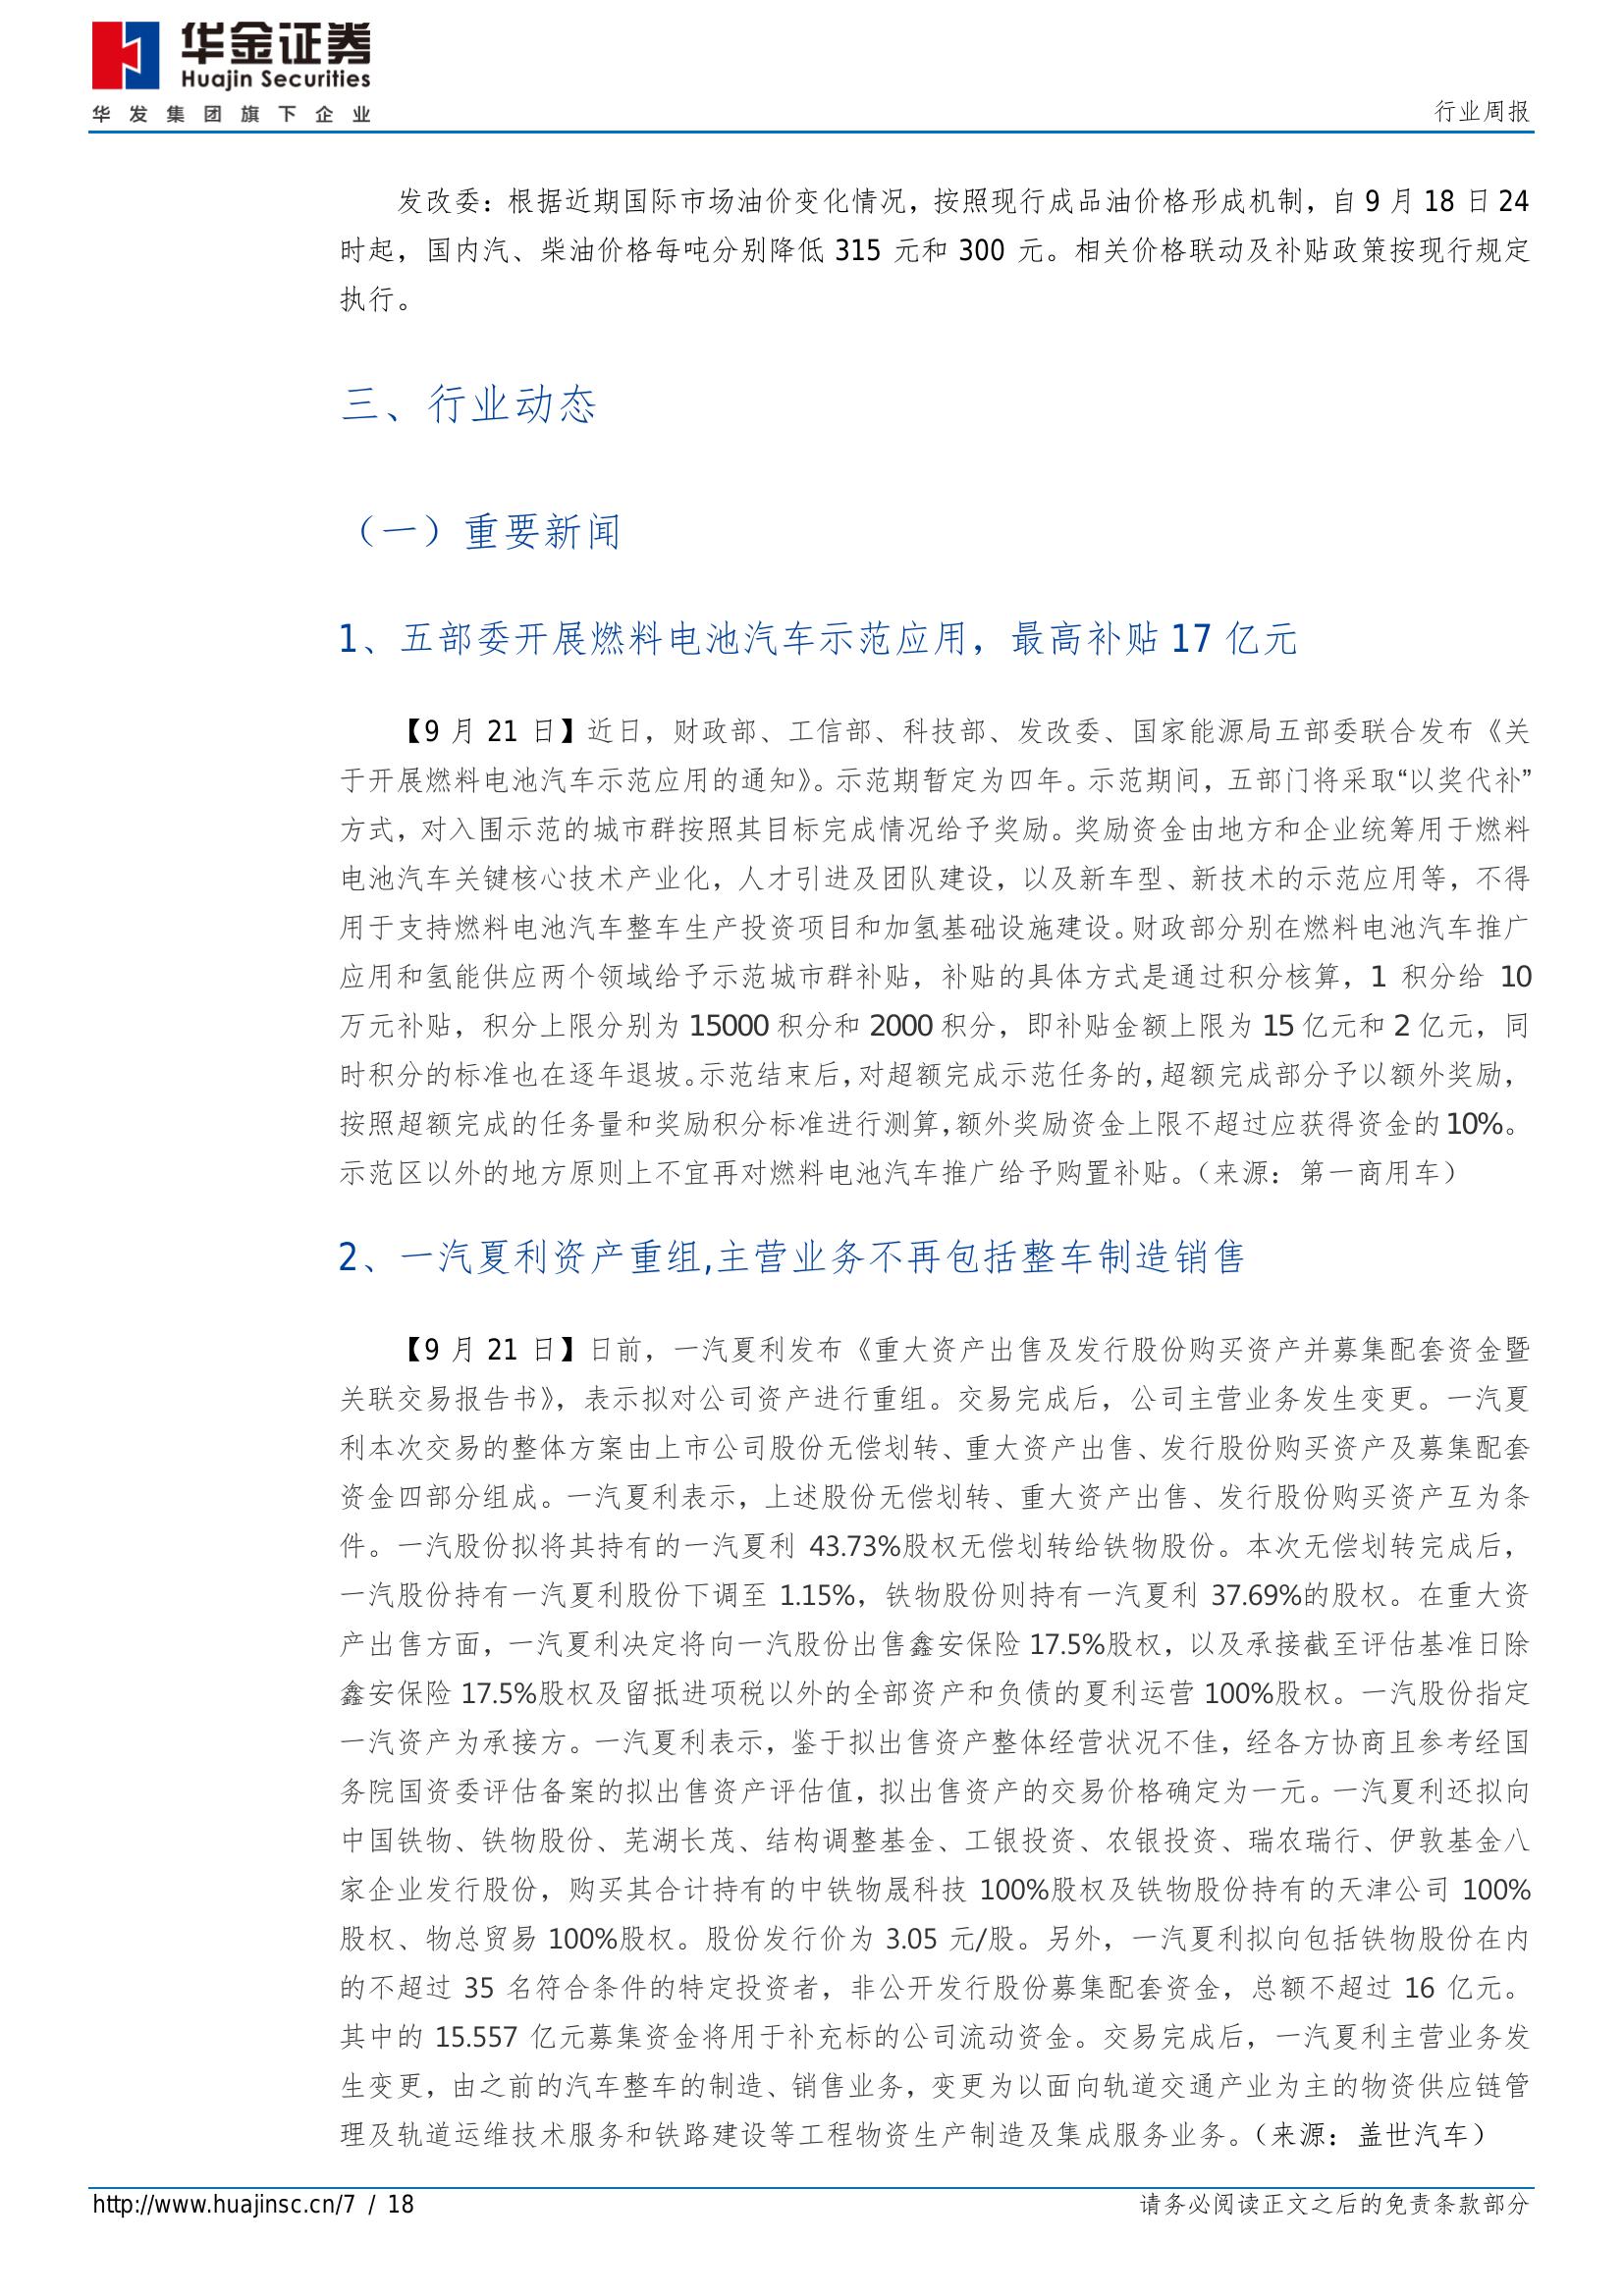 华金证券
Huajin Securities
华发集团旗下企业
行业周报
发改委：根据近期国际市场油价变化情况，按照现行成品油价格形成机制，自 9 月 18 日 24
时起，国内汽、柴油价格每吨分别降低 315 元和 300 元。相关价格联动及补贴政策按现行规定
执行。
三、行业动态
（一）重要新闻
1、五部委开展燃料电池汽车示范应用，最高补贴 17 亿元
【9 月 21 日】近日，财政部、工信部、科技部、发改委、国家能源局五部委联合发布《关
于开展燃料电池汽车示范应用的通知》。示范期暂定为四年。示范期间，五部门将采取“以奖代补”
方式，对入围示范的城市群按照其目标完成情况给予奖励。奖励资金由地方和企业统筹用于燃料
电池汽车关键核心技术产业化，人才引进及团队建设，以及新车型、新技术的示范应用等，不得
用于支持燃料电池汽车整车生产投资项目和加氢基础设施建设。财政部分别在燃料电池汽车推广
应用和氢能供应两个领域给予示范城市群补贴，补贴的具体方式是通过积分核算，1 积分给 10
万元补贴，积分上限分别为 15000 积分和 2000 积分，即补贴金额上限为 15 亿元和 2 亿元，同
时积分的标准也在逐年退坡。示范结束后，对超额完成示范任务的，超额完成部分予以额外奖励，
按照超额完成的任务量和奖励积分标准进行测算，额外奖励资金上限不超过应获得资金的 10%。
示范区以外的地方原则上不宜再对燃料电池汽车推广给予购置补贴。（来源：第一商用车）
2、一汽夏利资产重组,主营业务不再包括整车制造销售
【9 月 21 日】日前，一汽夏利发布《重大资产出售及发行股份购买资产并募集配套资金暨
关联交易报告书》，表示拟对公司资产进行重组。交易完成后，公司主营业务发生变更。一汽夏
利本次交易的整体方案由上市公司股份无偿划转、重大资产出售、发行股份购买资产及募集配套
资金四部分组成。一汽夏利表示，上述股份无偿划转、重大资产出售、发行股份购买资产互为条
件。一汽股份拟将其持有的一汽夏利 43.73%股权无偿划转给铁物股份。本次无偿划转完成后，
一汽股份持有一汽夏利股份下调至 1.15%，铁物股份则持有一汽夏利 37.69%的股权。在重大资
产出售方面，一汽夏利决定将向一汽股份出售鑫安保险 17.5%股权，以及承接截至评估基准日除
鑫安保险 17.5%股权及留抵进项税以外的全部资产和负债的夏利运营 100%股权。一汽股份指定
一汽资产为承接方。一汽夏利表示，鉴于拟出售资产整体经营状况不佳，经各方协商且参考经国
务院国资委评估备案的拟出售资产评估值，拟出售资产的交易价格确定为一元。一汽夏利还拟向
中国铁物、铁物股份、芜湖长茂、结构调整基金、工银投资、农银投资、瑞农瑞行、伊敦基金八
家企业发行股份，购买其合计持有的中铁物晟科技 100%股权及铁物股份持有的天津公司 100%
股权、物总贸易 100%股权。股份发行价为 3.05 元/股。另外，一汽夏利拟向包括铁物股份在内
的不超过 35 名符合条件的特定投资者，非公开发行股份募集配套资金，总额不超过 16 亿元。
其中的 15.557 亿元募集资金将用于补充标的公司流动资金。交易完成后，一汽夏利主营业务发
生变更，由之前的汽车整车的制造、销售业务，变更为以面向轨道交通产业为主的物资供应链管
理及轨道运维技术服务和铁路建设等工程物资生产制造及集成服务业务。（来源：盖世汽车）
http://www.huajinsc.cn/7 / 18
请务必阅读正文之后的免责条款部分